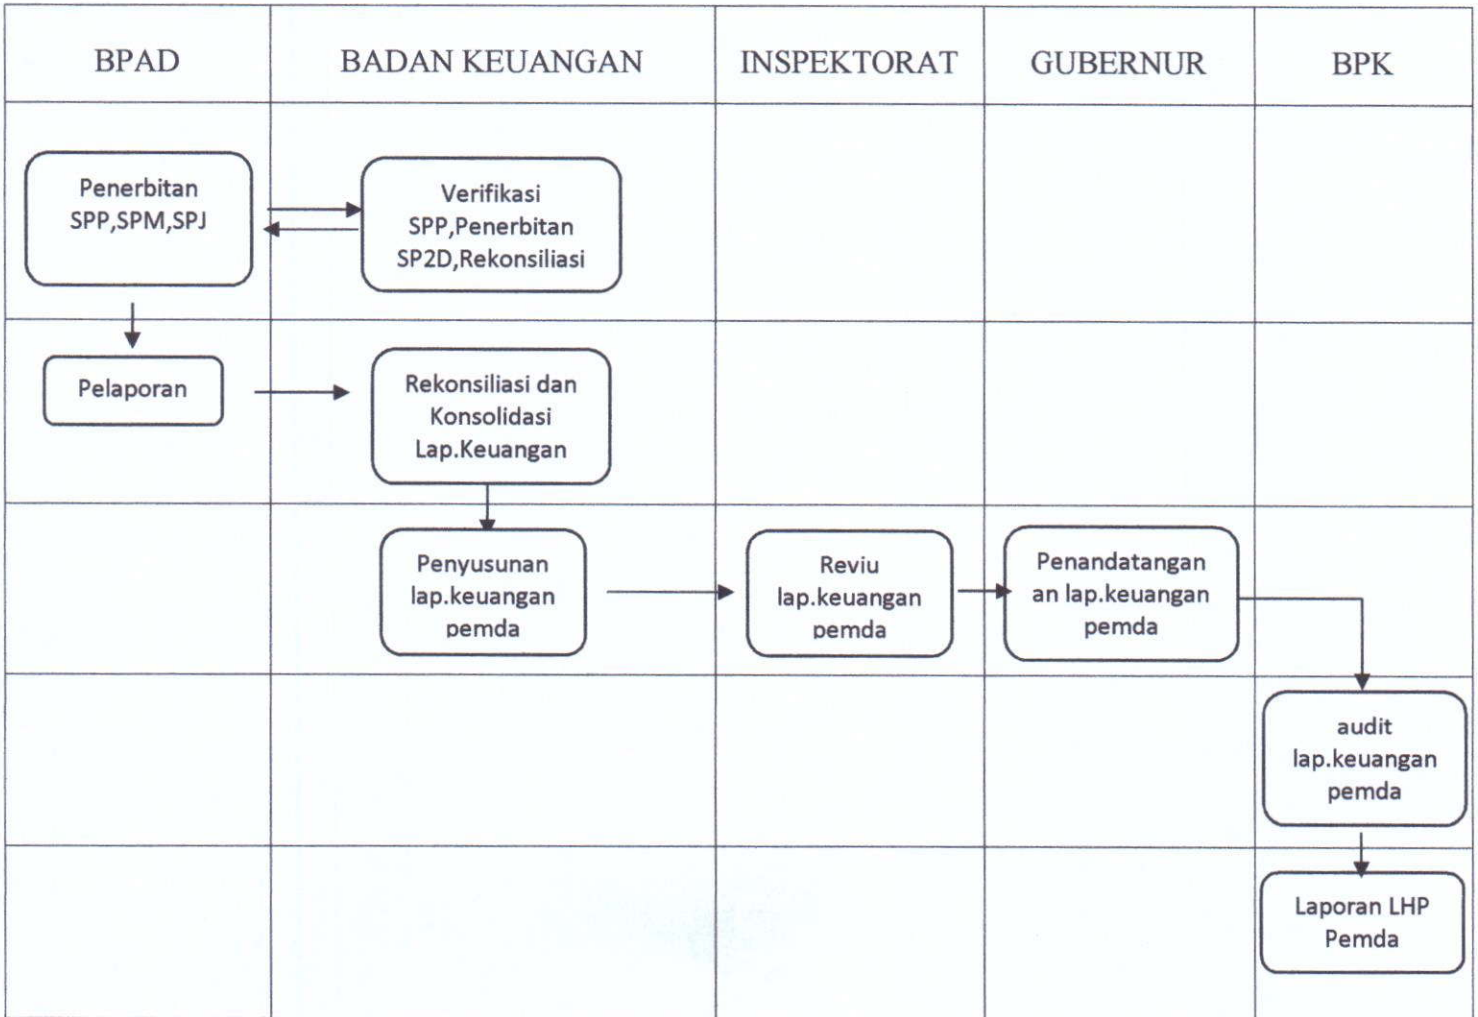 BPAD
BADAN KEUANGAN
INSPEKTORAT
GUBERNUR
BPK
Penerbitan
SPP,SPM,SPJ
Verifikasi
SPP,Penerbitan
SP2D,Rekonsiliasi
Pelaporan
Rekonsiliasi dan
Konsolidasi
Lap.Keuangan
Penyusunan
lap.keuangan
pemda
Reviu
lap.keuangan
pemda
Penandatangan
an lap.keuangan
pemda
audit
lap.keuangan
pemda
Laporan LHP
Pemda